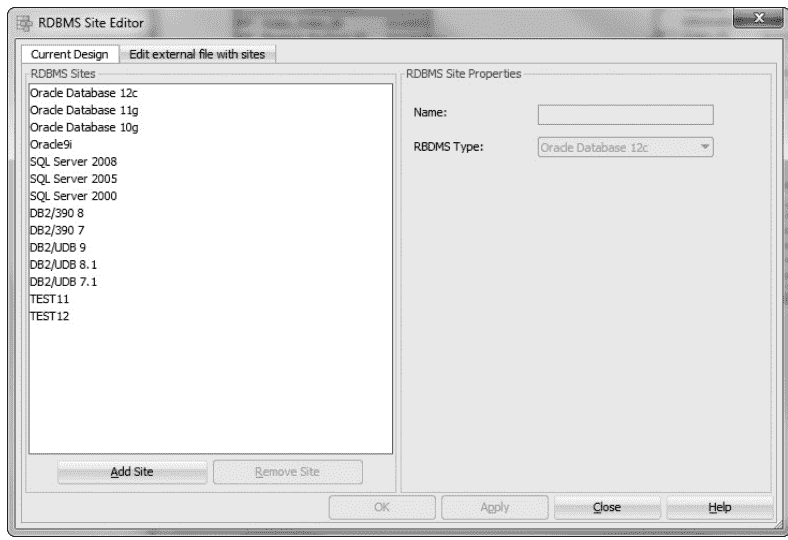 RDBMS Site Editor
Current Design
Edit external file with sites
RDBMS Sites
Oracle Database 12c
Oracle Database 11g
Oracle Database 10g
Oracle9i
SQL Server 2008
SQL Server 2005
SQL Server 2000
DB2/390 8
DB2/390 7
DB2/UDB 9
DB2/UDB 8.1
DB2/UDB 7.1
TEST11
TEST12
Add Site
Remove Site
RDBMS Site Properties
Name:
RBDMS Type:
Oracle Database 12c
OK
Apply
Close
Help